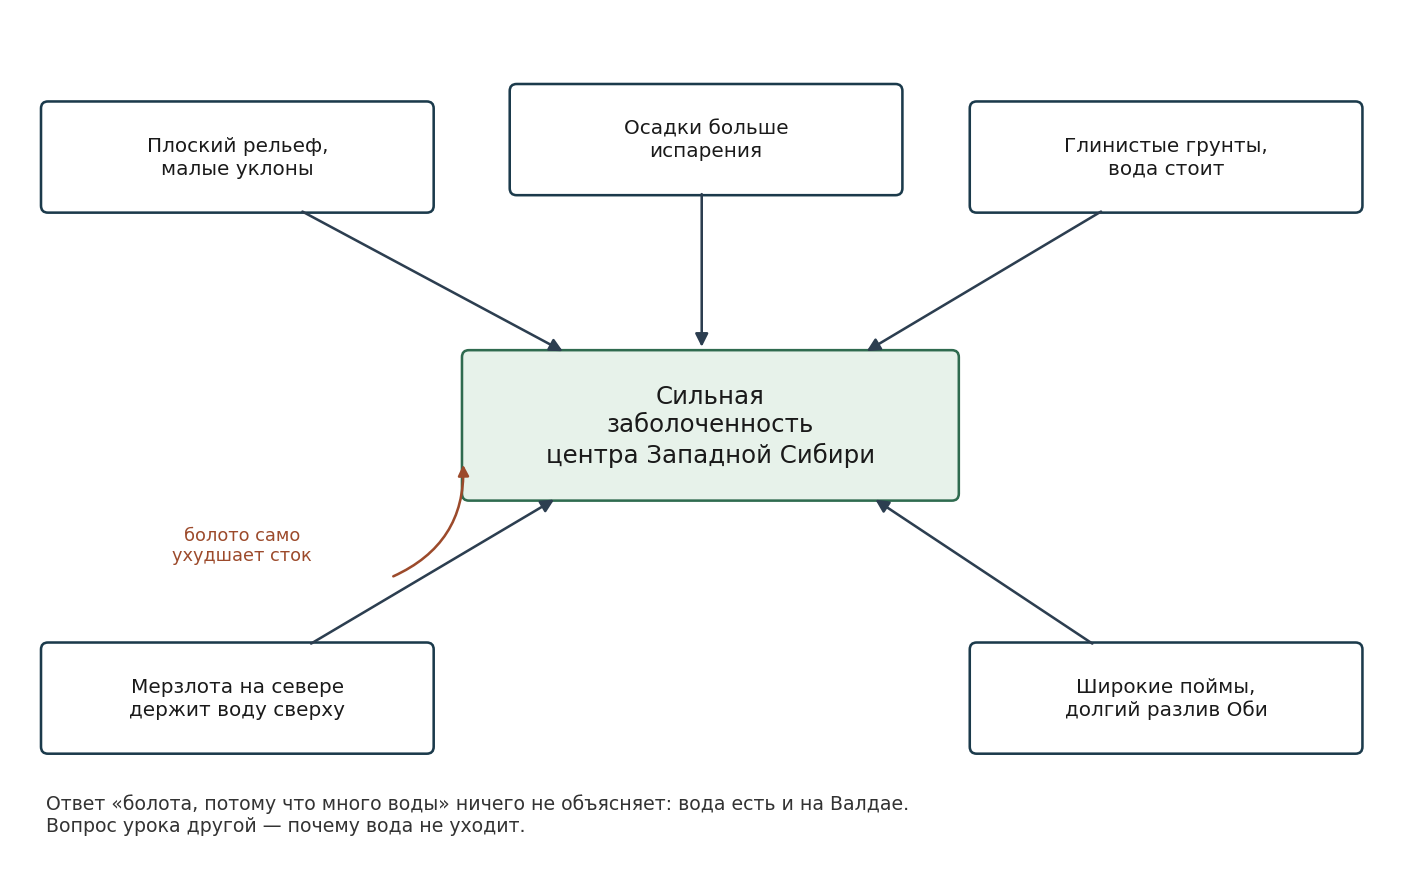 Плоский рельеф,
малые уклоны
Осадки больше
испарения
Глинистые грунты,
вода стоит
Сильная
заболоченность
центра Западной Сибири
болото само
ухудшает сток
Мерзлота на севере
держит воду сверху
Широкие поймы,
долгий разлив Оби
Ответ «болота, потому что много воды» ничего не объясняет: вода есть и на Валдае.
Вопрос урока другой — почему вода не уходит.